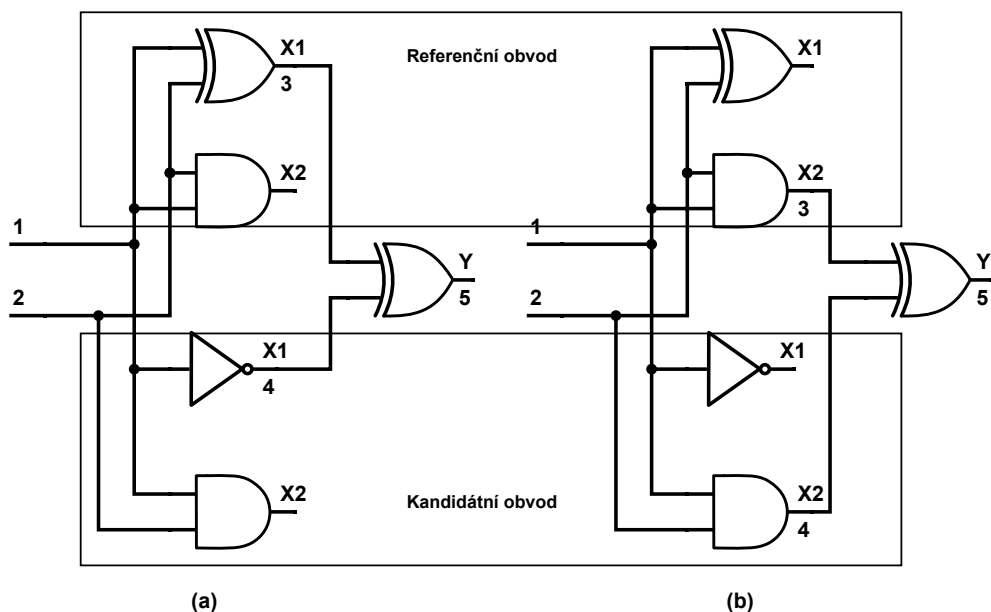 X1
3
Referenční obvod
X1
X2
X2
3
1
1
Y
5
Y
5
2
2
X1
4
X1
X2
Kandidátní obvod
X2
4
(a)
(b)